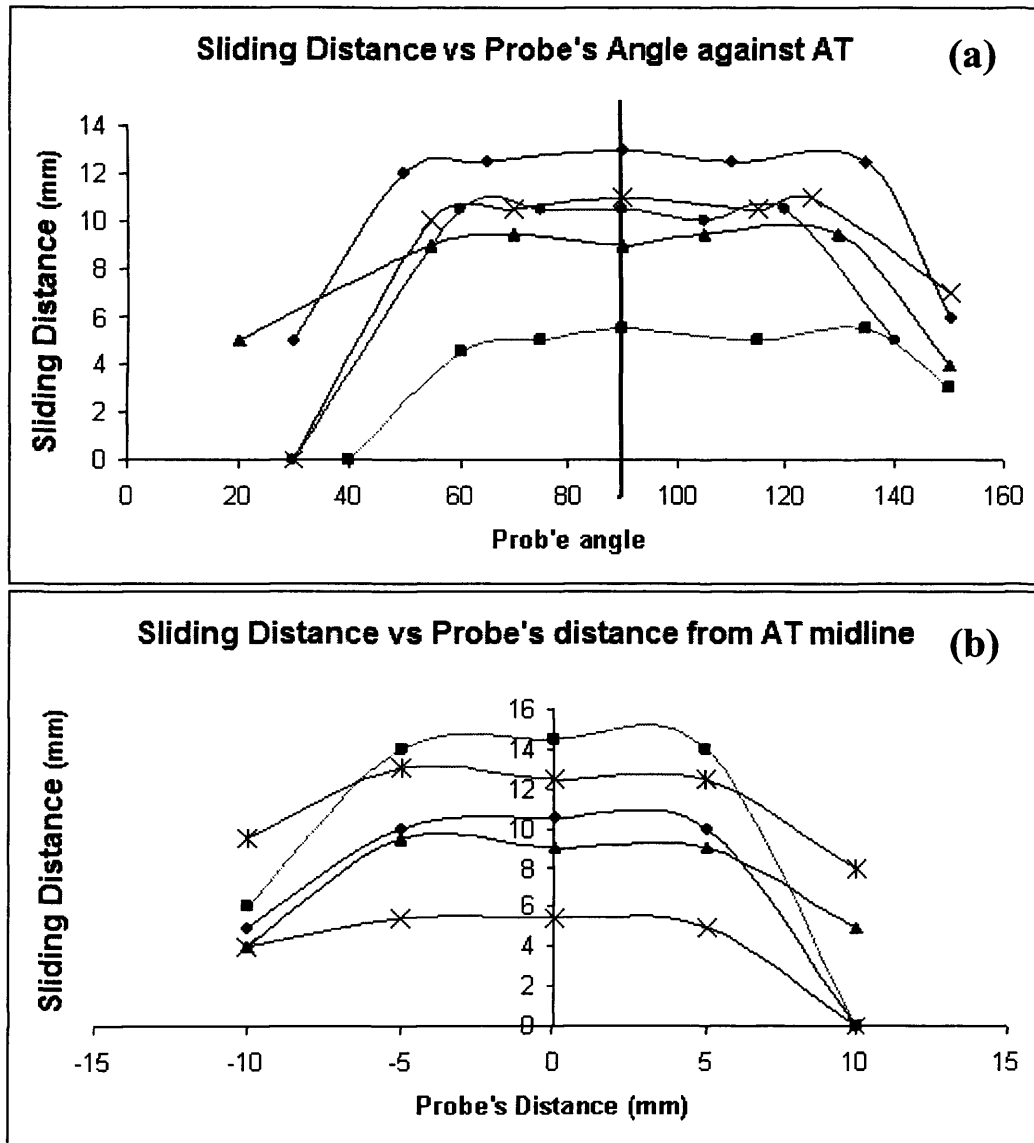 Sliding Distance vs Probe's Angle against AT
(a)
Sliding Distance (mm)
14
12
10
8
6
4
2
0
0 20 40 60 80 100 120 140 160
Prob'e angle
Sliding Distance vs Probe's distance from AT midline
(b)
Sliding Distance (mm)
16
14
12
10
8
6
4
2
0
-15 -10 -5 0 5 10 15
Probe's Distance (mm)